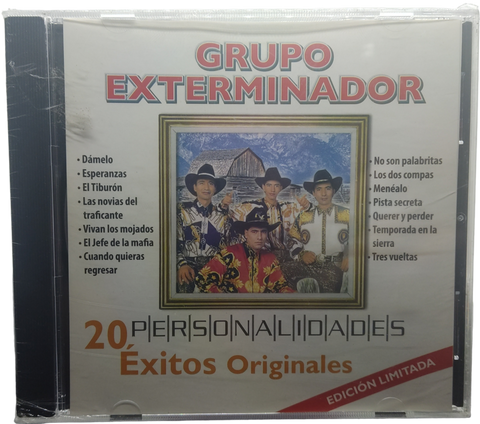 GRUPO
EXTERMINADOR
• Dámelo
• Esperanzas
• El Tiburón
• Las novias del
traficante
• Vivan los mojados
• El Jefe de la mafia
• Cuando quieras
regresar
• No son palabritas
• Los dos compas
• Menéalo
• Pista secreta
• Querer y perder
• Temporada en la
sierra
• Tres vueltas
PERSONALIDADES
20 Éxitos Originales
EDICIÓN LIMITADA